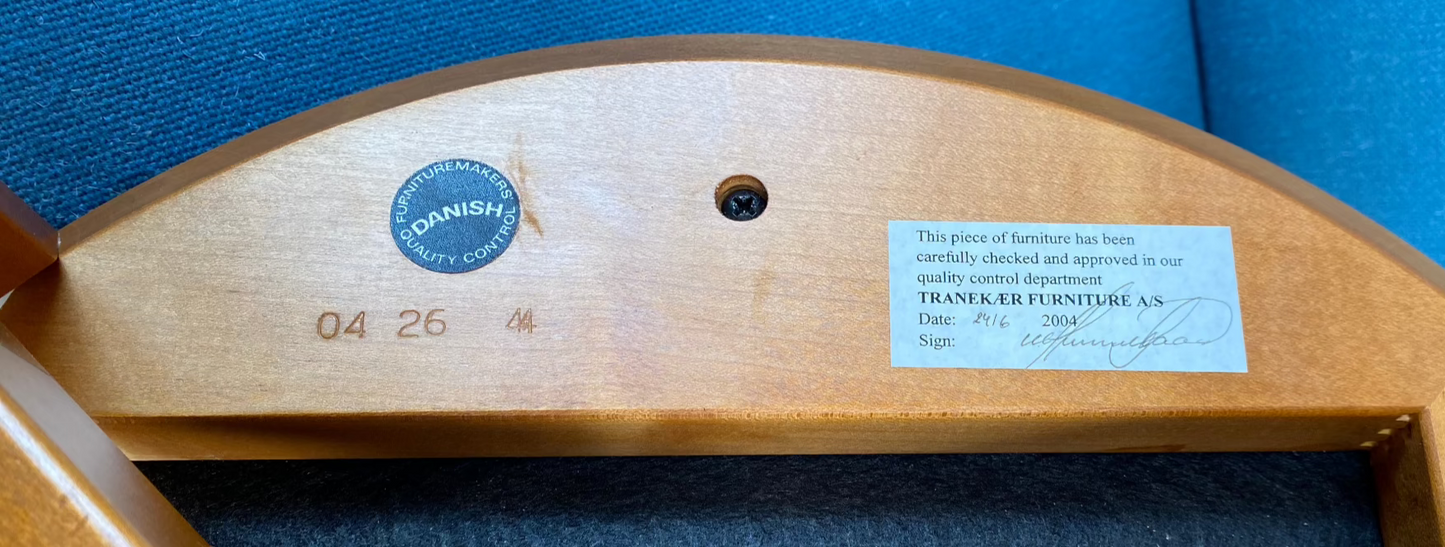 FURNITUREMAKERS
DANISH
QUALITY CONTROL
04 26 44
This piece of furniture has been
carefully checked and approved in our
quality control department
TRANEKÆR FURNITURE A/S
Date: 24/6 2004
Sign: